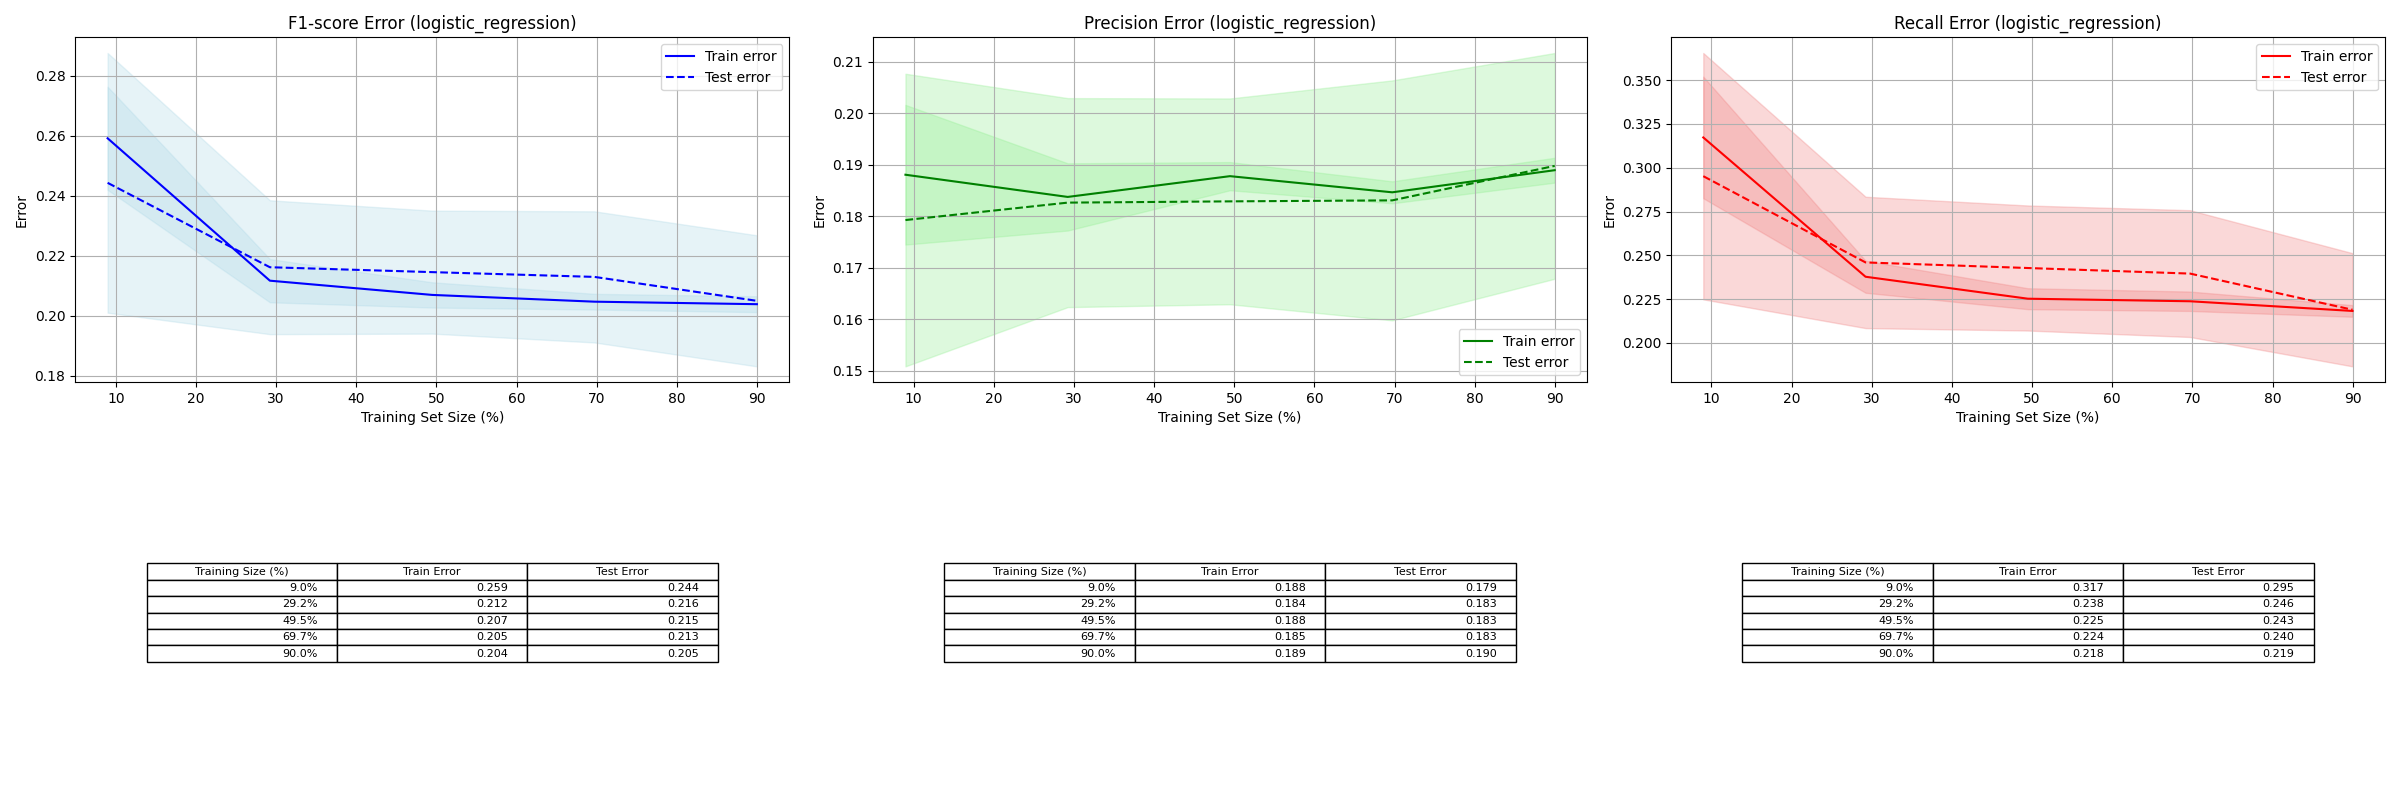 F1-score Error (logistic_regression)
Train error
Test error
0.28
0.26
0.24
0.22
0.20
0.18
Error
10 20 30 40 50 60 70 80 90
Training Set Size (%)
Precision Error (logistic_regression)
0.21
0.20
0.19
0.18
0.17
0.16
0.15
Error
Train error
Test error
10 20 30 40 50 60 70 80 90
Training Set Size (%)
Recall Error (logistic_regression)
Train error
Test error
0.350
0.325
0.300
0.275
0.250
0.225
0.200
Error
10 20 30 40 50 60 70 80 90
Training Set Size (%)
Training Size (%) Train Error Test Error
9.0% 0.259 0.244
29.2% 0.212 0.216
49.5% 0.207 0.215
69.7% 0.205 0.213
90.0% 0.204 0.205
Training Size (%) Train Error Test Error
9.0% 0.188 0.179
29.2% 0.184 0.183
49.5% 0.188 0.183
69.7% 0.185 0.183
90.0% 0.189 0.190
Training Size (%) Train Error Test Error
9.0% 0.317 0.295
29.2% 0.238 0.246
49.5% 0.225 0.243
69.7% 0.224 0.240
90.0% 0.218 0.219